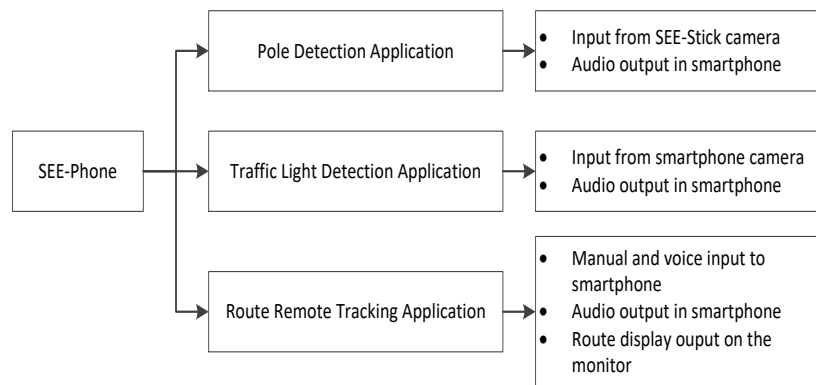 SEE-Phone
Pole Detection Application
• Input from SEE-Stick camera
• Audio output in smartphone
Traffic Light Detection Application
• Input from smartphone camera
• Audio output in smartphone
Route Remote Tracking Application
• Manual and voice input to
smartphone
• Audio output in smartphone
• Route display ouput on the
monitor